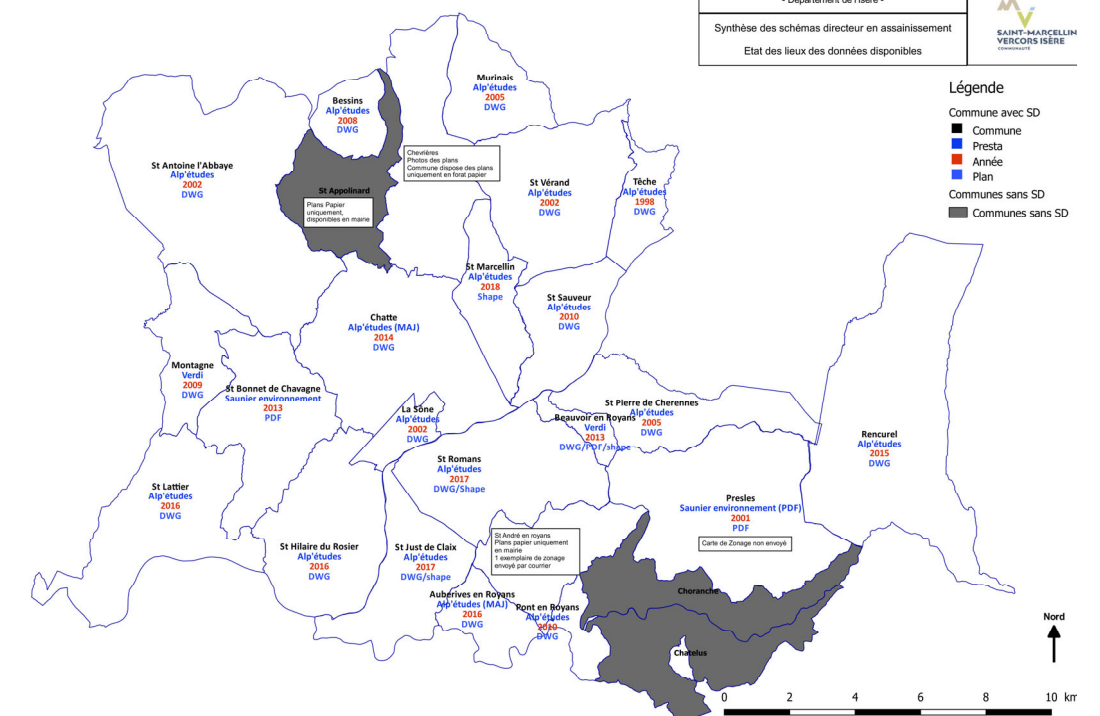 - Département de l'Isère -
Synthèse des schémas directeur en assainissement
Etat des lieux des données disponibles
SAINT-MARCELLIN
VERCORS ISÈRE
COMMUNAUTÉ
Légende
Commune avec SD
Commune
Presta
Année
Plan
Communes sans SD
Communes sans SD
Murinais
Alp'études
2005
DWG
Bessins
Alp'études
2008
DWG
Chevrières
Photos des plans
Commune dispose des plans
uniquement en forat papier
St Antoine l'Abbaye
Alp'études
2002
DWG
St Appolinard
Plans Papier
uniquement,
disponibles en mairie
St Vérand
Alp'études
2002
DWG
Têche
Alp'études
1998
DWG
St Marcellin
Alp'études
2018
Shape
St Sauveur
Alp'études
2010
DWG
Chatte
Alp'études (MAJ)
2014
DWG
Montagne
Verdi
2009
DWG
St Bonnet de Chavagne
Saunier environnement
2013
PDF
La Sône
Alp'études
2002
DWG
St Pierre de Cherennes
Alp'études
2005
DWG
Beauvoir en Royans
Verdi
2013
DWG/PDF/shape
Rencurel
Alp'études
2015
DWG
St Romans
Alp'études
2017
DWG/Shape
St Lattier
Alp'études
2016
DWG
Presles
Saunier environnement (PDF)
2001
PDF
Carte de Zonage non envoyé
St André en royans
Plans papier uniquement
en mairie
1 exemplaire de zonage
envoyé par courrier
St Hilaire du Rosier
Alp'études
2016
DWG
St Just de Claix
Alp'études
2017
DWG/shape
Auberives en Royans
Alp'études (MAJ)
2016
DWG
Pont en Royans
Alp'études
2010
DWG
Choranche
Chatelus
Nord
0 2 4 6 8 10 km